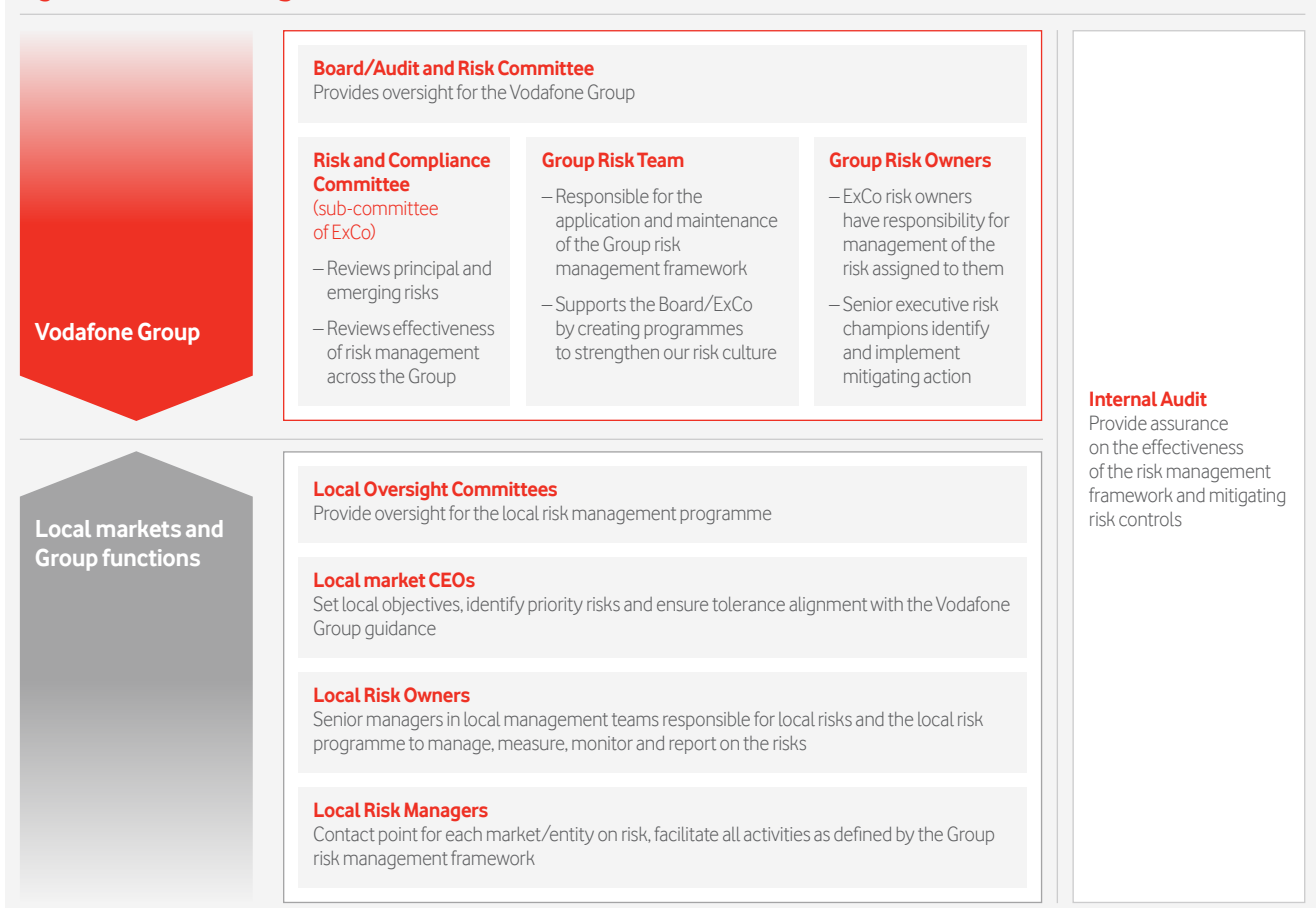 Vodafone Group
Board/Audit and Risk Committee
Provides oversight for the Vodafone Group
Risk and Compliance
Committee
(sub-committee
of ExCo)
– Reviews principal and
emerging risks
– Reviews effectiveness
of risk management
across the Group
Group Risk Team
– Responsible for the
application and maintenance
of the Group risk
management framework
– Supports the Board/ExCo
by creating programmes
to strengthen our risk culture
Group Risk Owners
– ExCo risk owners
have responsibility for
management of the
risk assigned to them
– Senior executive risk
champions identify
and implement
mitigating action
Local markets and
Group functions
Local Oversight Committees
Provide oversight for the local risk management programme
Local market CEOs
Set local objectives, identify priority risks and ensure tolerance alignment with the Vodafone
Group guidance
Local Risk Owners
Senior managers in local management teams responsible for local risks and the local risk
programme to manage, measure, monitor and report on the risks
Local Risk Managers
Contact point for each market/entity on risk, facilitate all activities as defined by the Group
risk management framework
Internal Audit
Provide assurance
on the effectiveness
of the risk management
framework and mitigating
risk controls